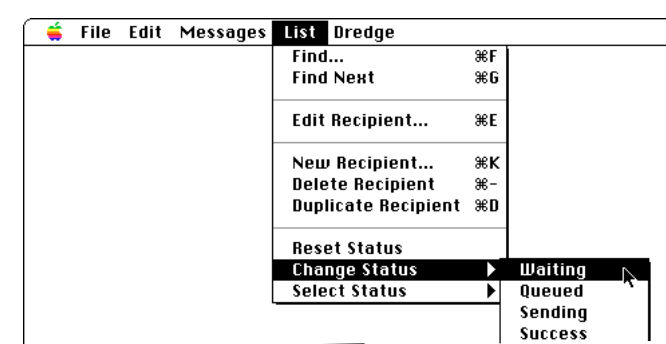 File Edit Messages List Dredge
Find... ⌘F
Find Next ⌘G
Edit Recipient... ⌘E
New Recipient... ⌘K
Delete Recipient ⌘-
Duplicate Recipient ⌘D
Reset Status
Change Status ▶ Waiting
Select Status ▶ Queued
Sending
Success